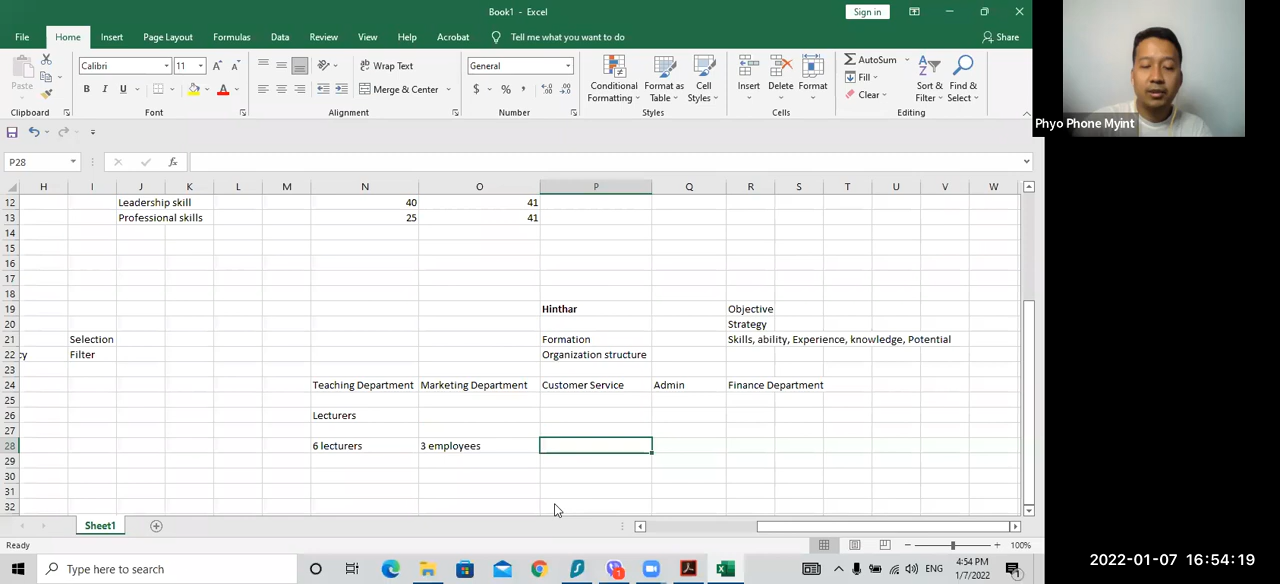 Book1 - Excel
Sign in
File Home Insert Page Layout Formulas Data Review View Help Acrobat Tell me what you want to do Share
Paste
Calibri 11
B I U
Wrap Text
Merge & Center
General
$ % ,
Conditional Formatting
Format as Table
Cell Styles
Insert
Delete
Format
AutoSum
Fill
Clear
Sort & Filter
Find & Select
Clipboard Font Alignment Number Styles Cells Editing
P28 fx
H I J K L M N O P Q R S T U V W
12 Leadership skill 40 41
13 Professional skills 25 41
14
15
16
17
18
19 Hinthar Objective
20 Strategy
21 Selection Formation Skills, ability, Experience, knowledge, Potential
22 cy Filter Organization structure
23
24 Teaching Department Marketing Department Customer Service Admin Finance Department
25
26 Lecturers
27
28 6 lecturers 3 employees
29
30
31
32
Sheet1
Ready 100%
Type here to search
ENG
4:54 PM
1/7/2022
Phyo Phone Myint
2022-01-07 16:54:19